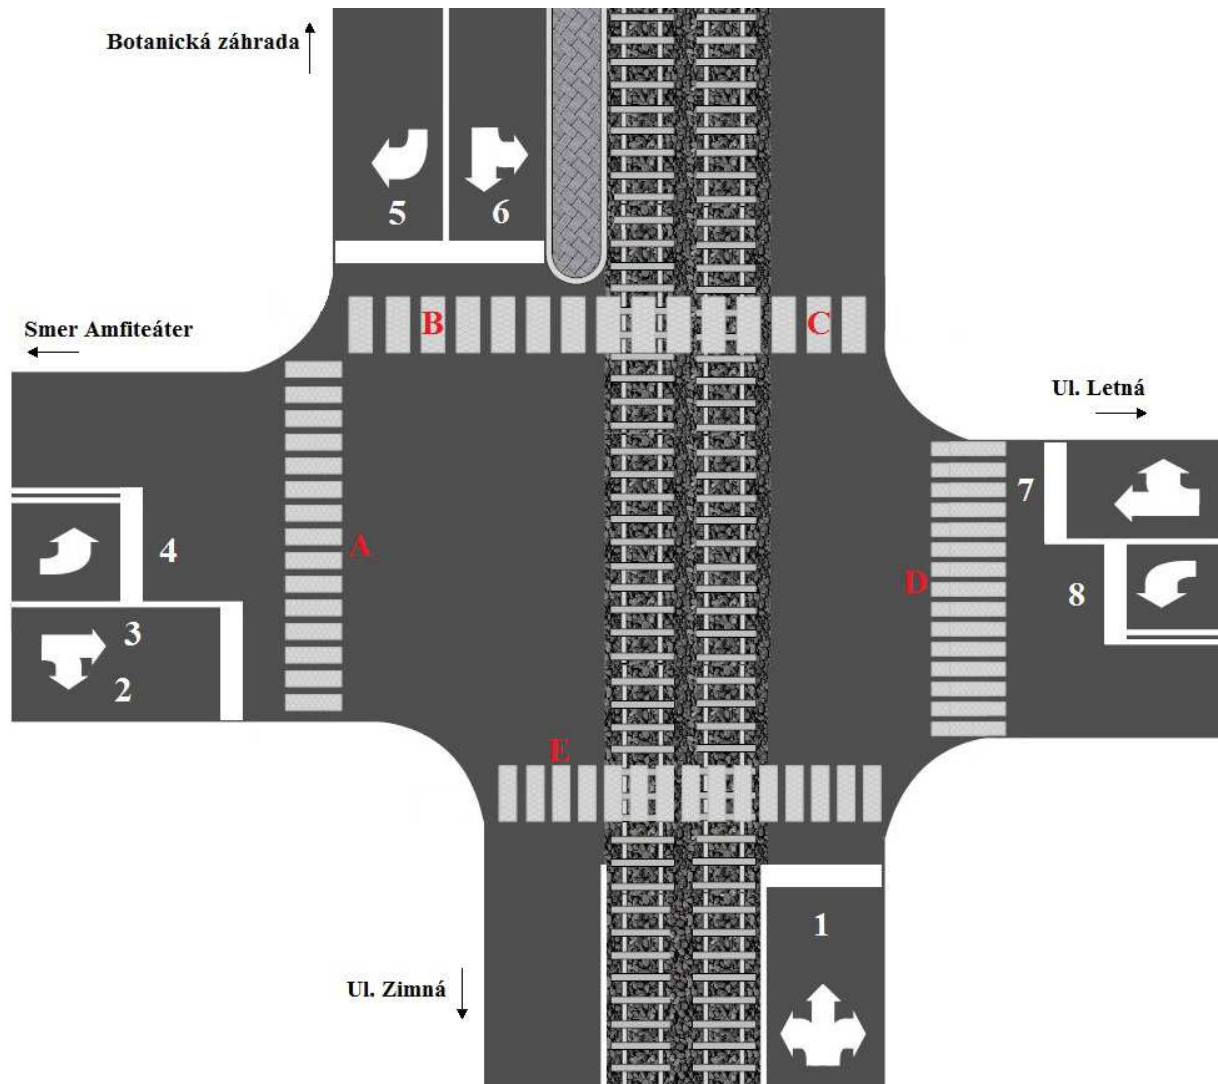 Botanická záhrada
5
6
B
C
Smer Amfiteáter
Ul. Letná
7
4
A
D
8
3
2
E
1
Ul. Zimná